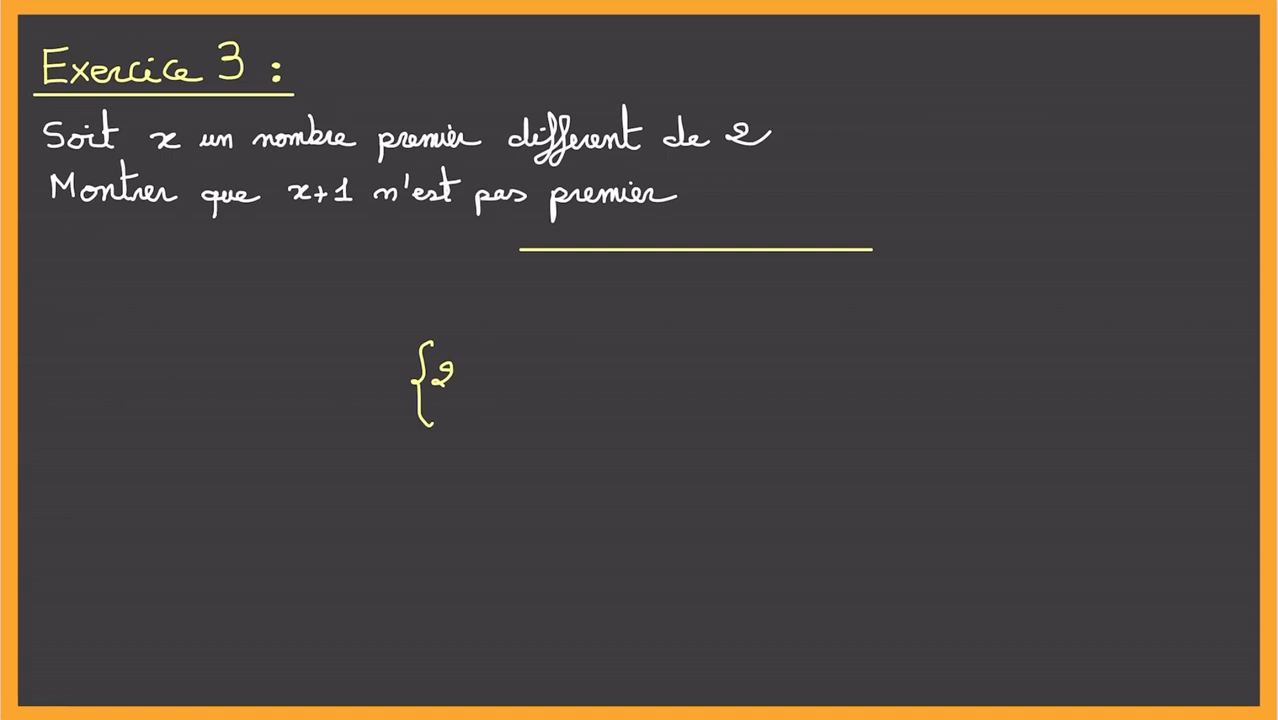 Exercice 3 :
Soit x un nombre premier différent de 2
Montrer que x+1 n'est pas premier
{2